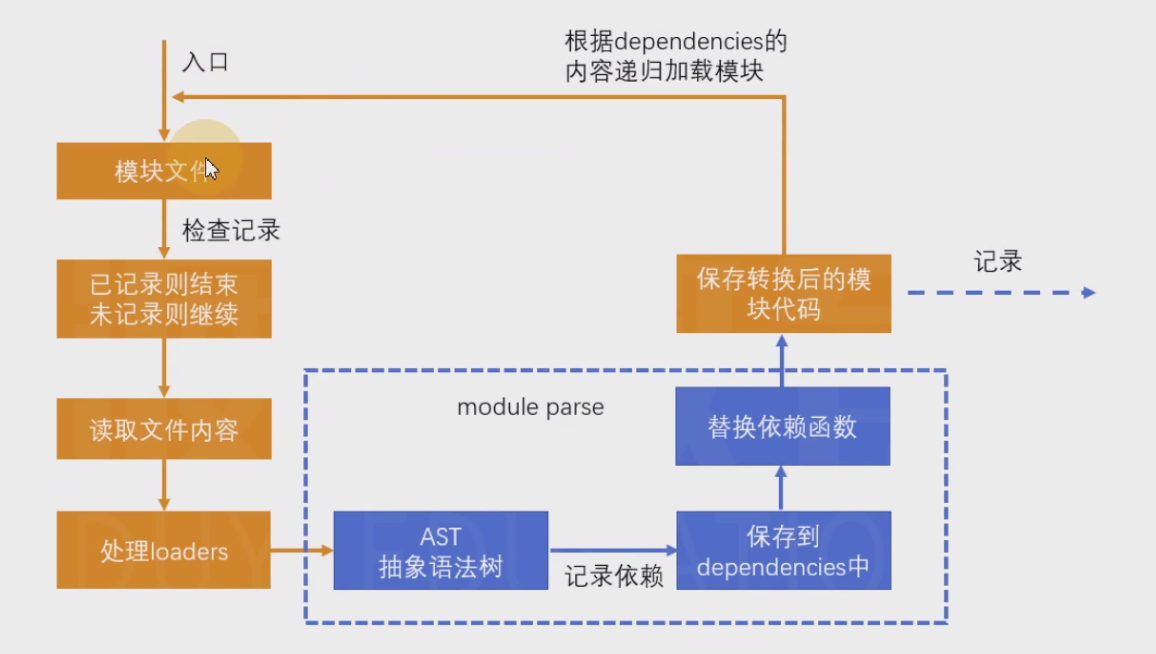 入口
根据dependencies的
内容递归加载模块
模块文件
检查记录
已记录则结束
未记录则继续
保存转换后的模
块代码
记录
读取文件内容
module parse
替换依赖函数
处理loaders
AST
抽象语法树
记录依赖
保存到
dependencies中